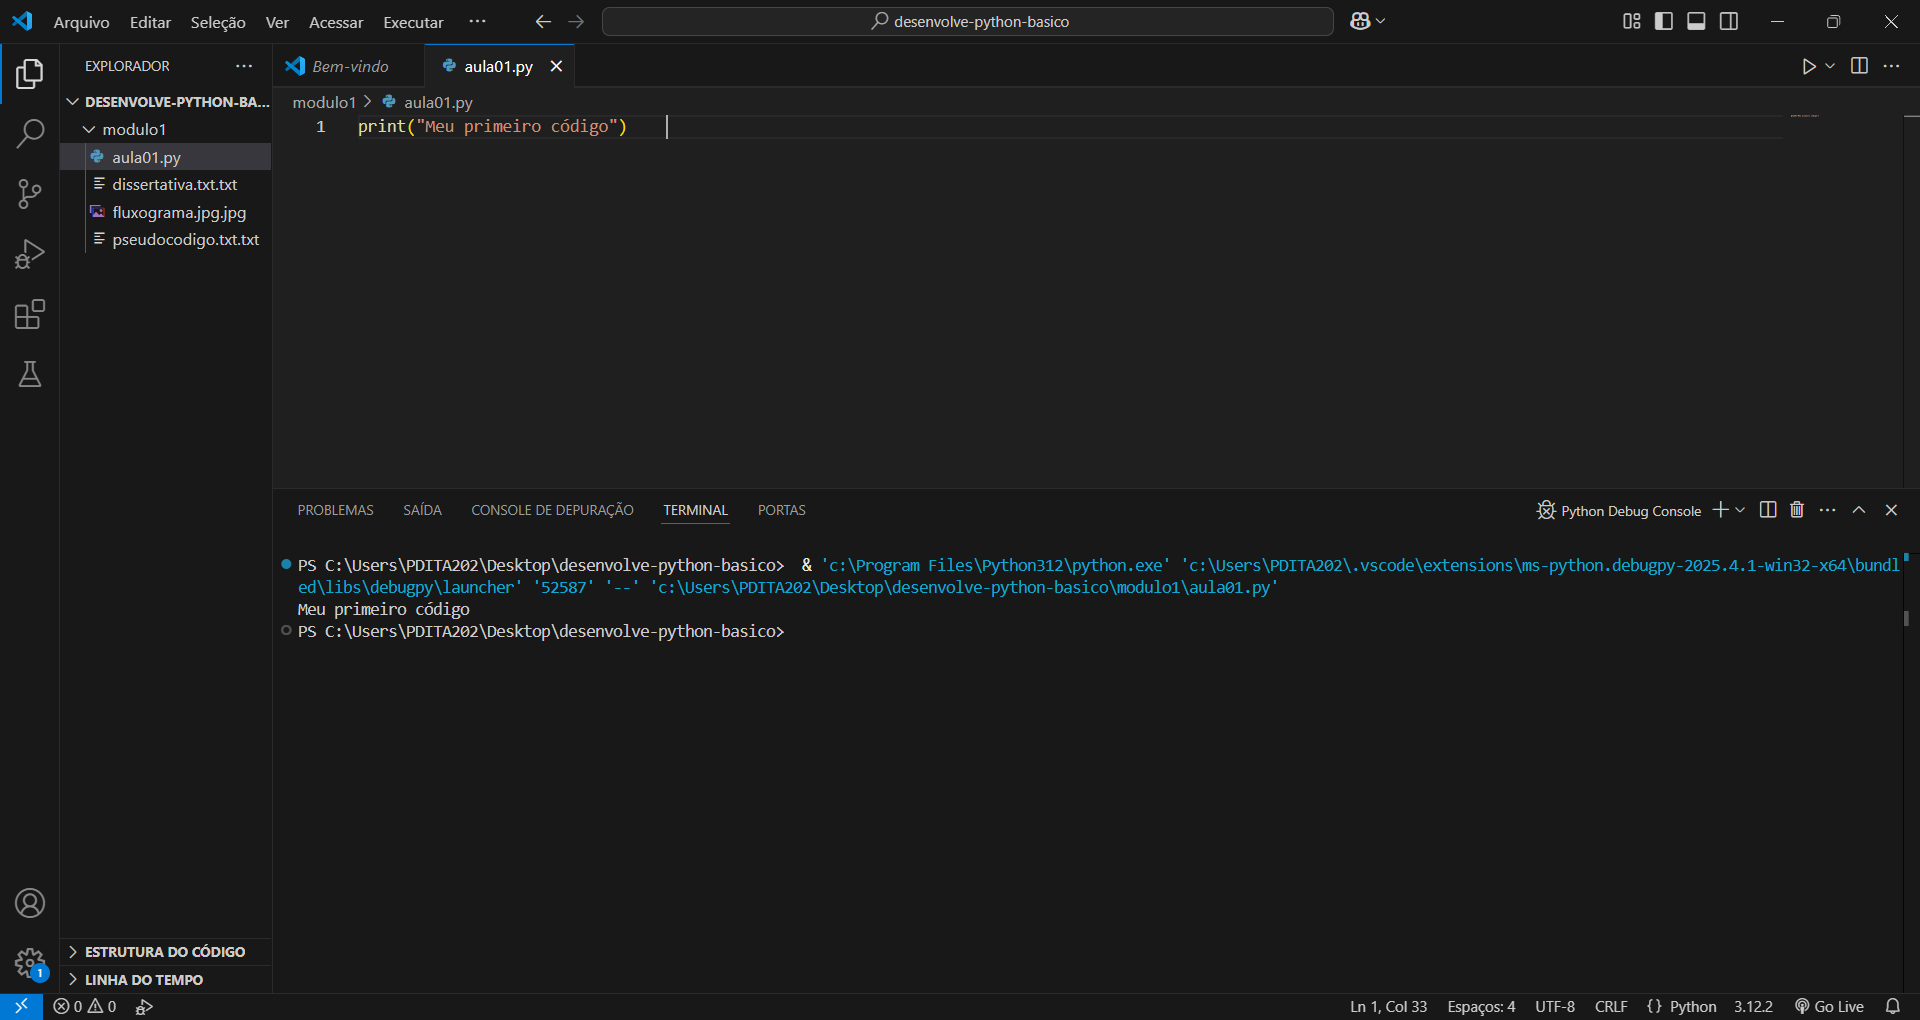 Arquivo Editar Seleção Ver Acessar Executar ··· desenvolve-python-basico
EXPLORADOR ···
DESENVOLVE-PYTHON-BA...
modulo1
aula01.py
dissertativa.txt.txt
fluxograma.jpg.jpg
pseudocodigo.txt.txt
Bem-vindo aula01.py
modulo1 > aula01.py
1 print("Meu primeiro código")
PROBLEMAS SAÍDA CONSOLE DE DEPURAÇÃO TERMINAL PORTAS Python Debug Console
PS C:\Users\PDITA202\Desktop\desenvolve-python-basico> & 'c:\Program Files\Python312\python.exe' 'c:\Users\PDITA202\.vscode\extensions\ms-python.debugpy-2025.4.1-win32-x64\bundl
ed\libs\debugpy\launcher' '52587' '--' 'c:\Users\PDITA202\Desktop\desenvolve-python-basico\modulo1\aula01.py'
Meu primeiro código
PS C:\Users\PDITA202\Desktop\desenvolve-python-basico>
ESTRUTURA DO CÓDIGO
1
LINHA DO TEMPO
0 0 Ln 1, Col 33 Espaços: 4 UTF-8 CRLF {} Python 3.12.2 Go Live